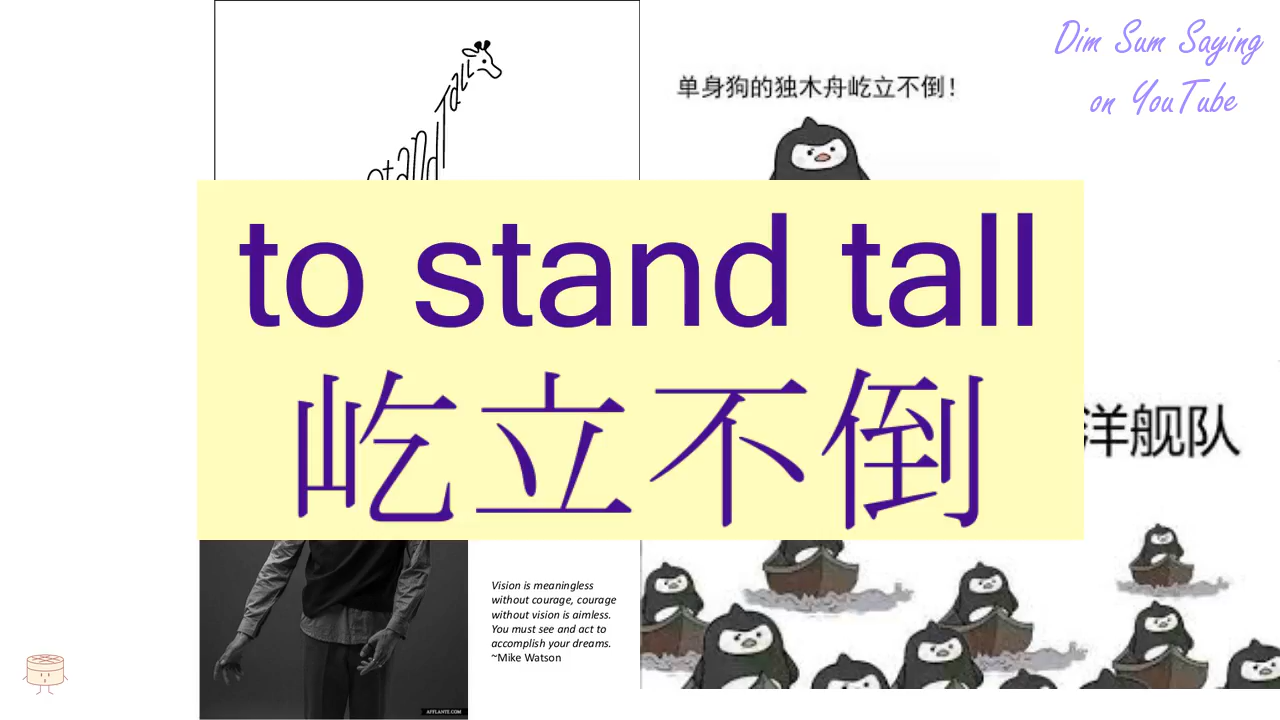 Dim Sum Saying
on YouTube
Stand Tall
单身狗的独木舟屹立不倒！
to stand tall
屹立不倒
洋舰队
Vision is meaningless
without courage, courage
without vision is aimless.
You must see and act to
accomplish your dreams.
~Mike Watson
AFFLANTE.COM